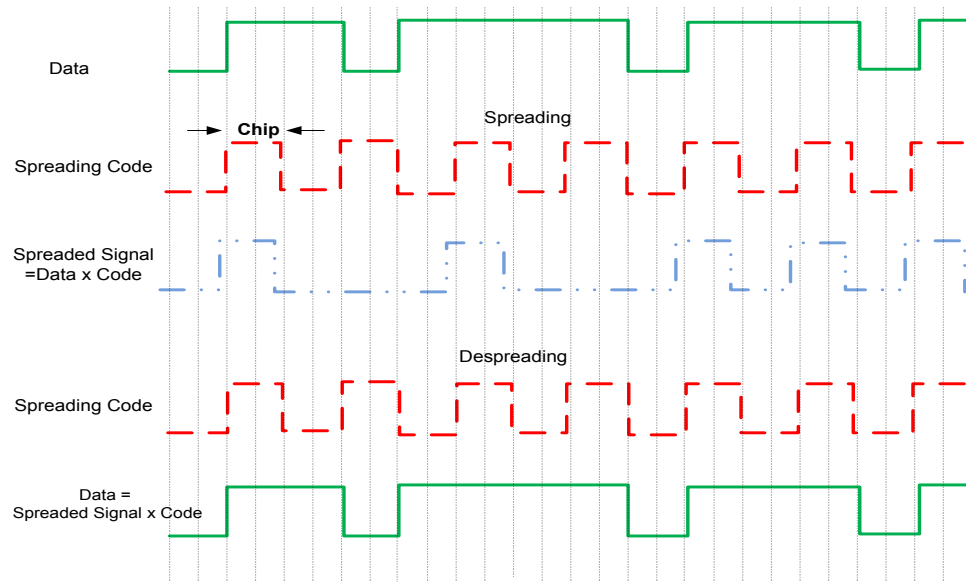 Data
Spreading
Chip
Spreading Code
Spreaded Signal
=Data x Code
Despreading
Spreading Code
Data =
Spreaded Signal x Code